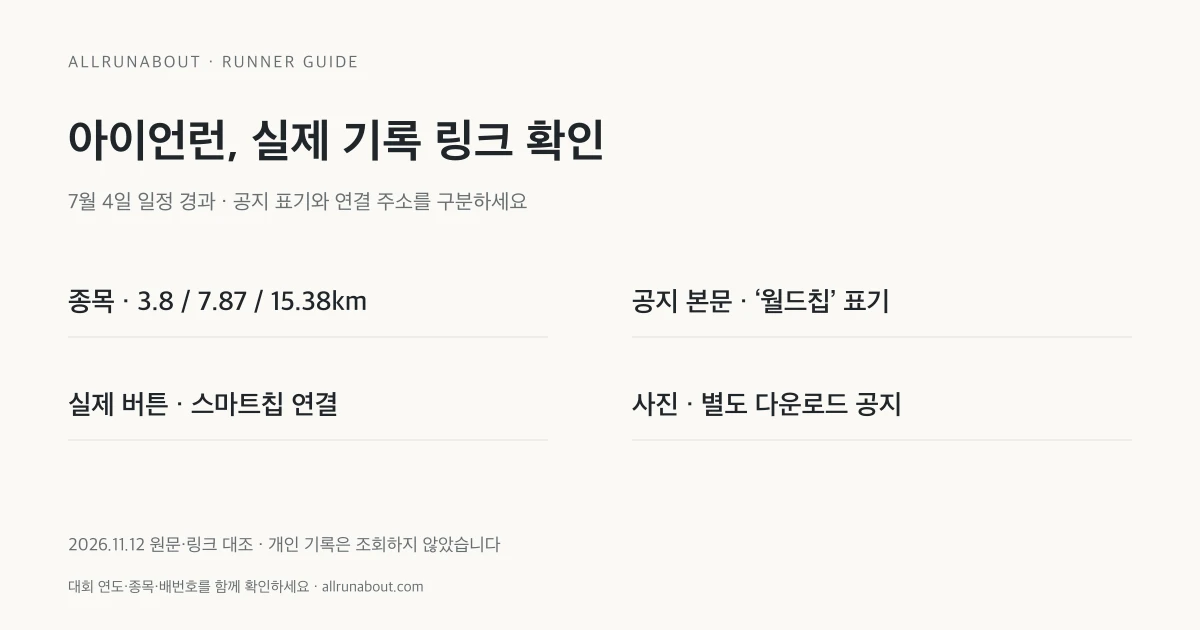 ALLRUNABOUT · RUNNER GUIDE
아이언런, 실제 기록 링크 확인
7월 4일 일정 경과 · 공지 표기와 연결 주소를 구분하세요
종목 · 3.8 / 7.87 / 15.38km
공지 본문 · ‘월드칩’ 표기
실제 버튼 · 스마트칩 연결
사진 · 별도 다운로드 공지
2026.11.12 원문·링크 대조 · 개인 기록은 조회하지 않았습니다
대회 연도·종목·배번호를 함께 확인하세요 · allrunabout.com